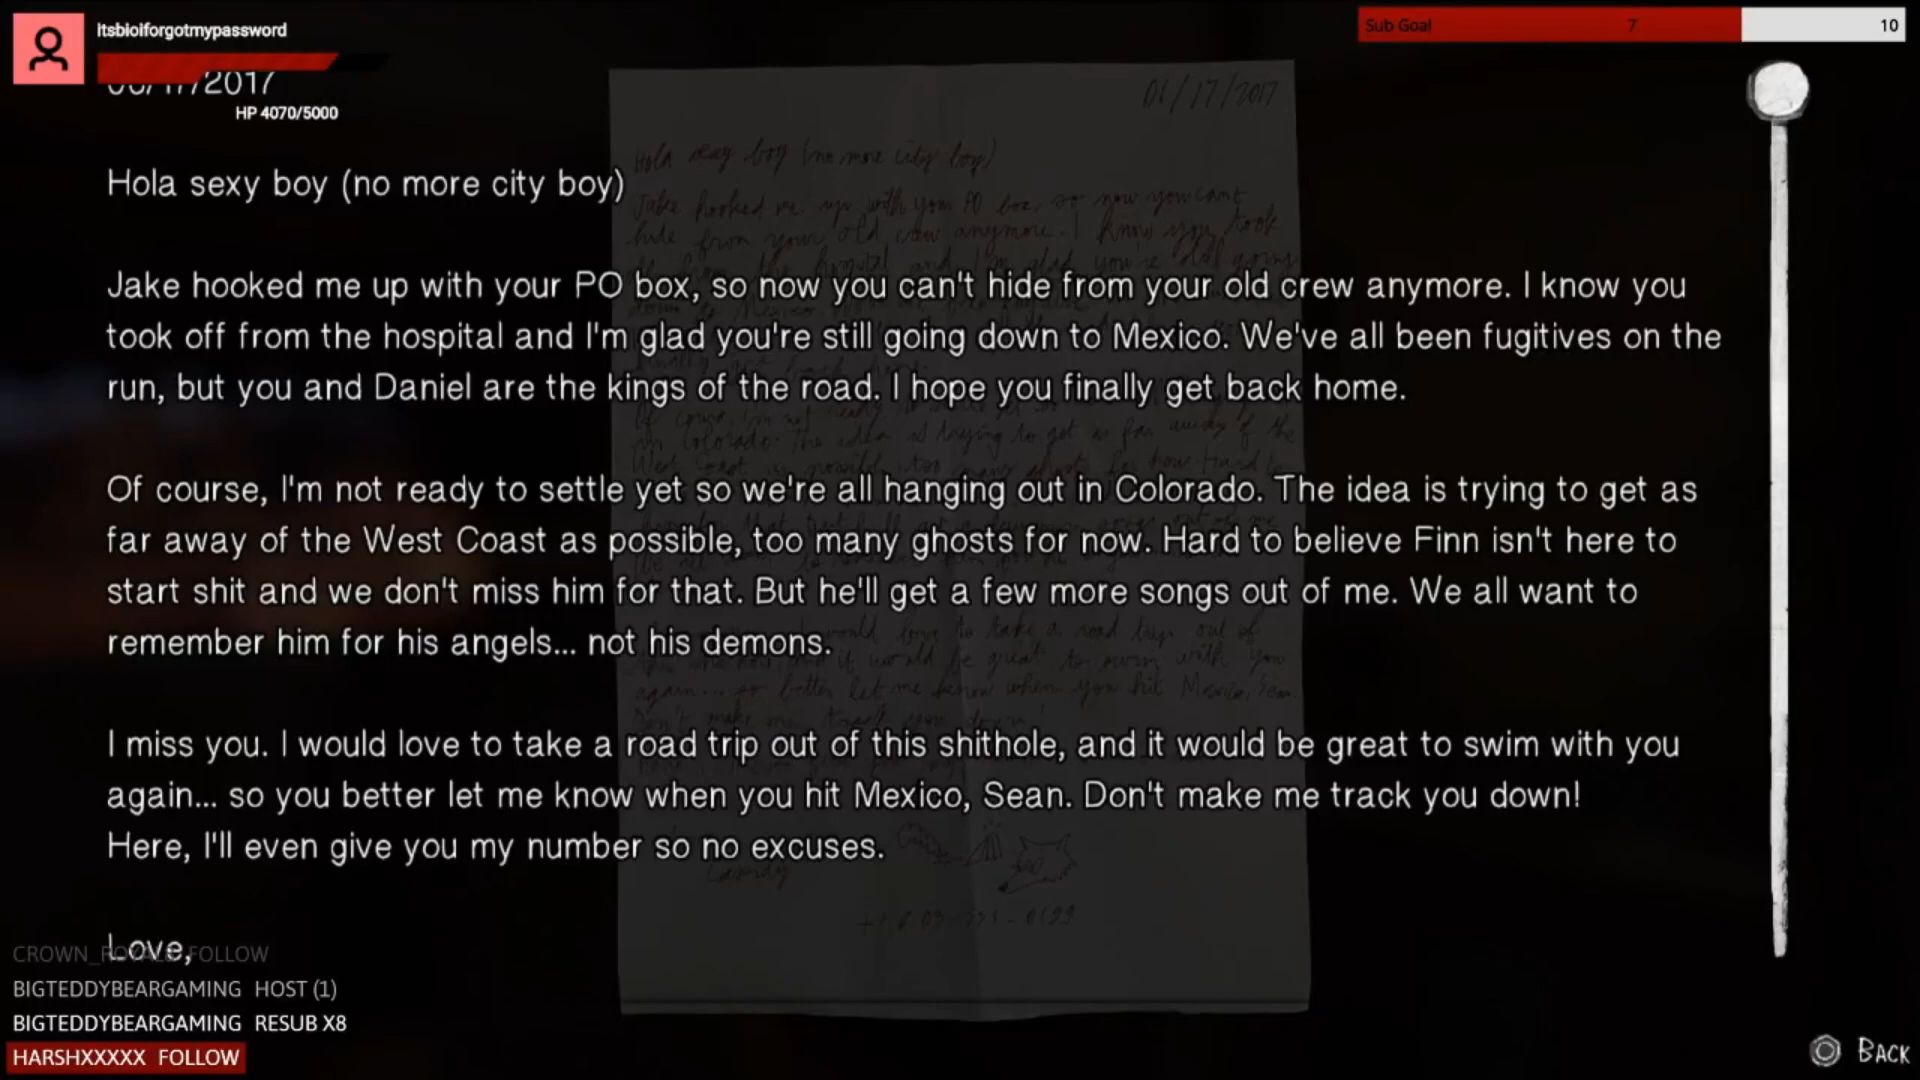 itsbioiforgotmypassword
Sub Goal 7 10
06/17/2017
HP 4070/5000
06/17/2017
Hola sexy boy (no more city boy)
Jake hooked me up with your PO box, so now you can't hide from your old crew anymore. I know you
took off from the hospital and I'm glad you're still going down to Mexico. We've all been fugitives on the
run, but you and Daniel are the kings of the road. I hope you finally get back home.
Of course, I'm not ready to settle yet so we're all hanging out in Colorado. The idea is trying to get as
far away of the West Coast as possible, too many ghosts for now. Hard to believe Finn isn't here to
start shit and we don't miss him for that. But he'll get a few more songs out of me. We all want to
remember him for his angels... not his demons.
I miss you. I would love to take a road trip out of this shithole, and it would be great to swim with you
again... so you better let me know when you hit Mexico, Sean. Don't make me track you down!
Here, I'll even give you my number so no excuses.
Cassidy
Love,
FOLLOW
BIGTEDDYBEARGAMING HOST (1)
BIGTEDDYBEARGAMING RESUB X8
HARSHXXXXX FOLLOW
BACK